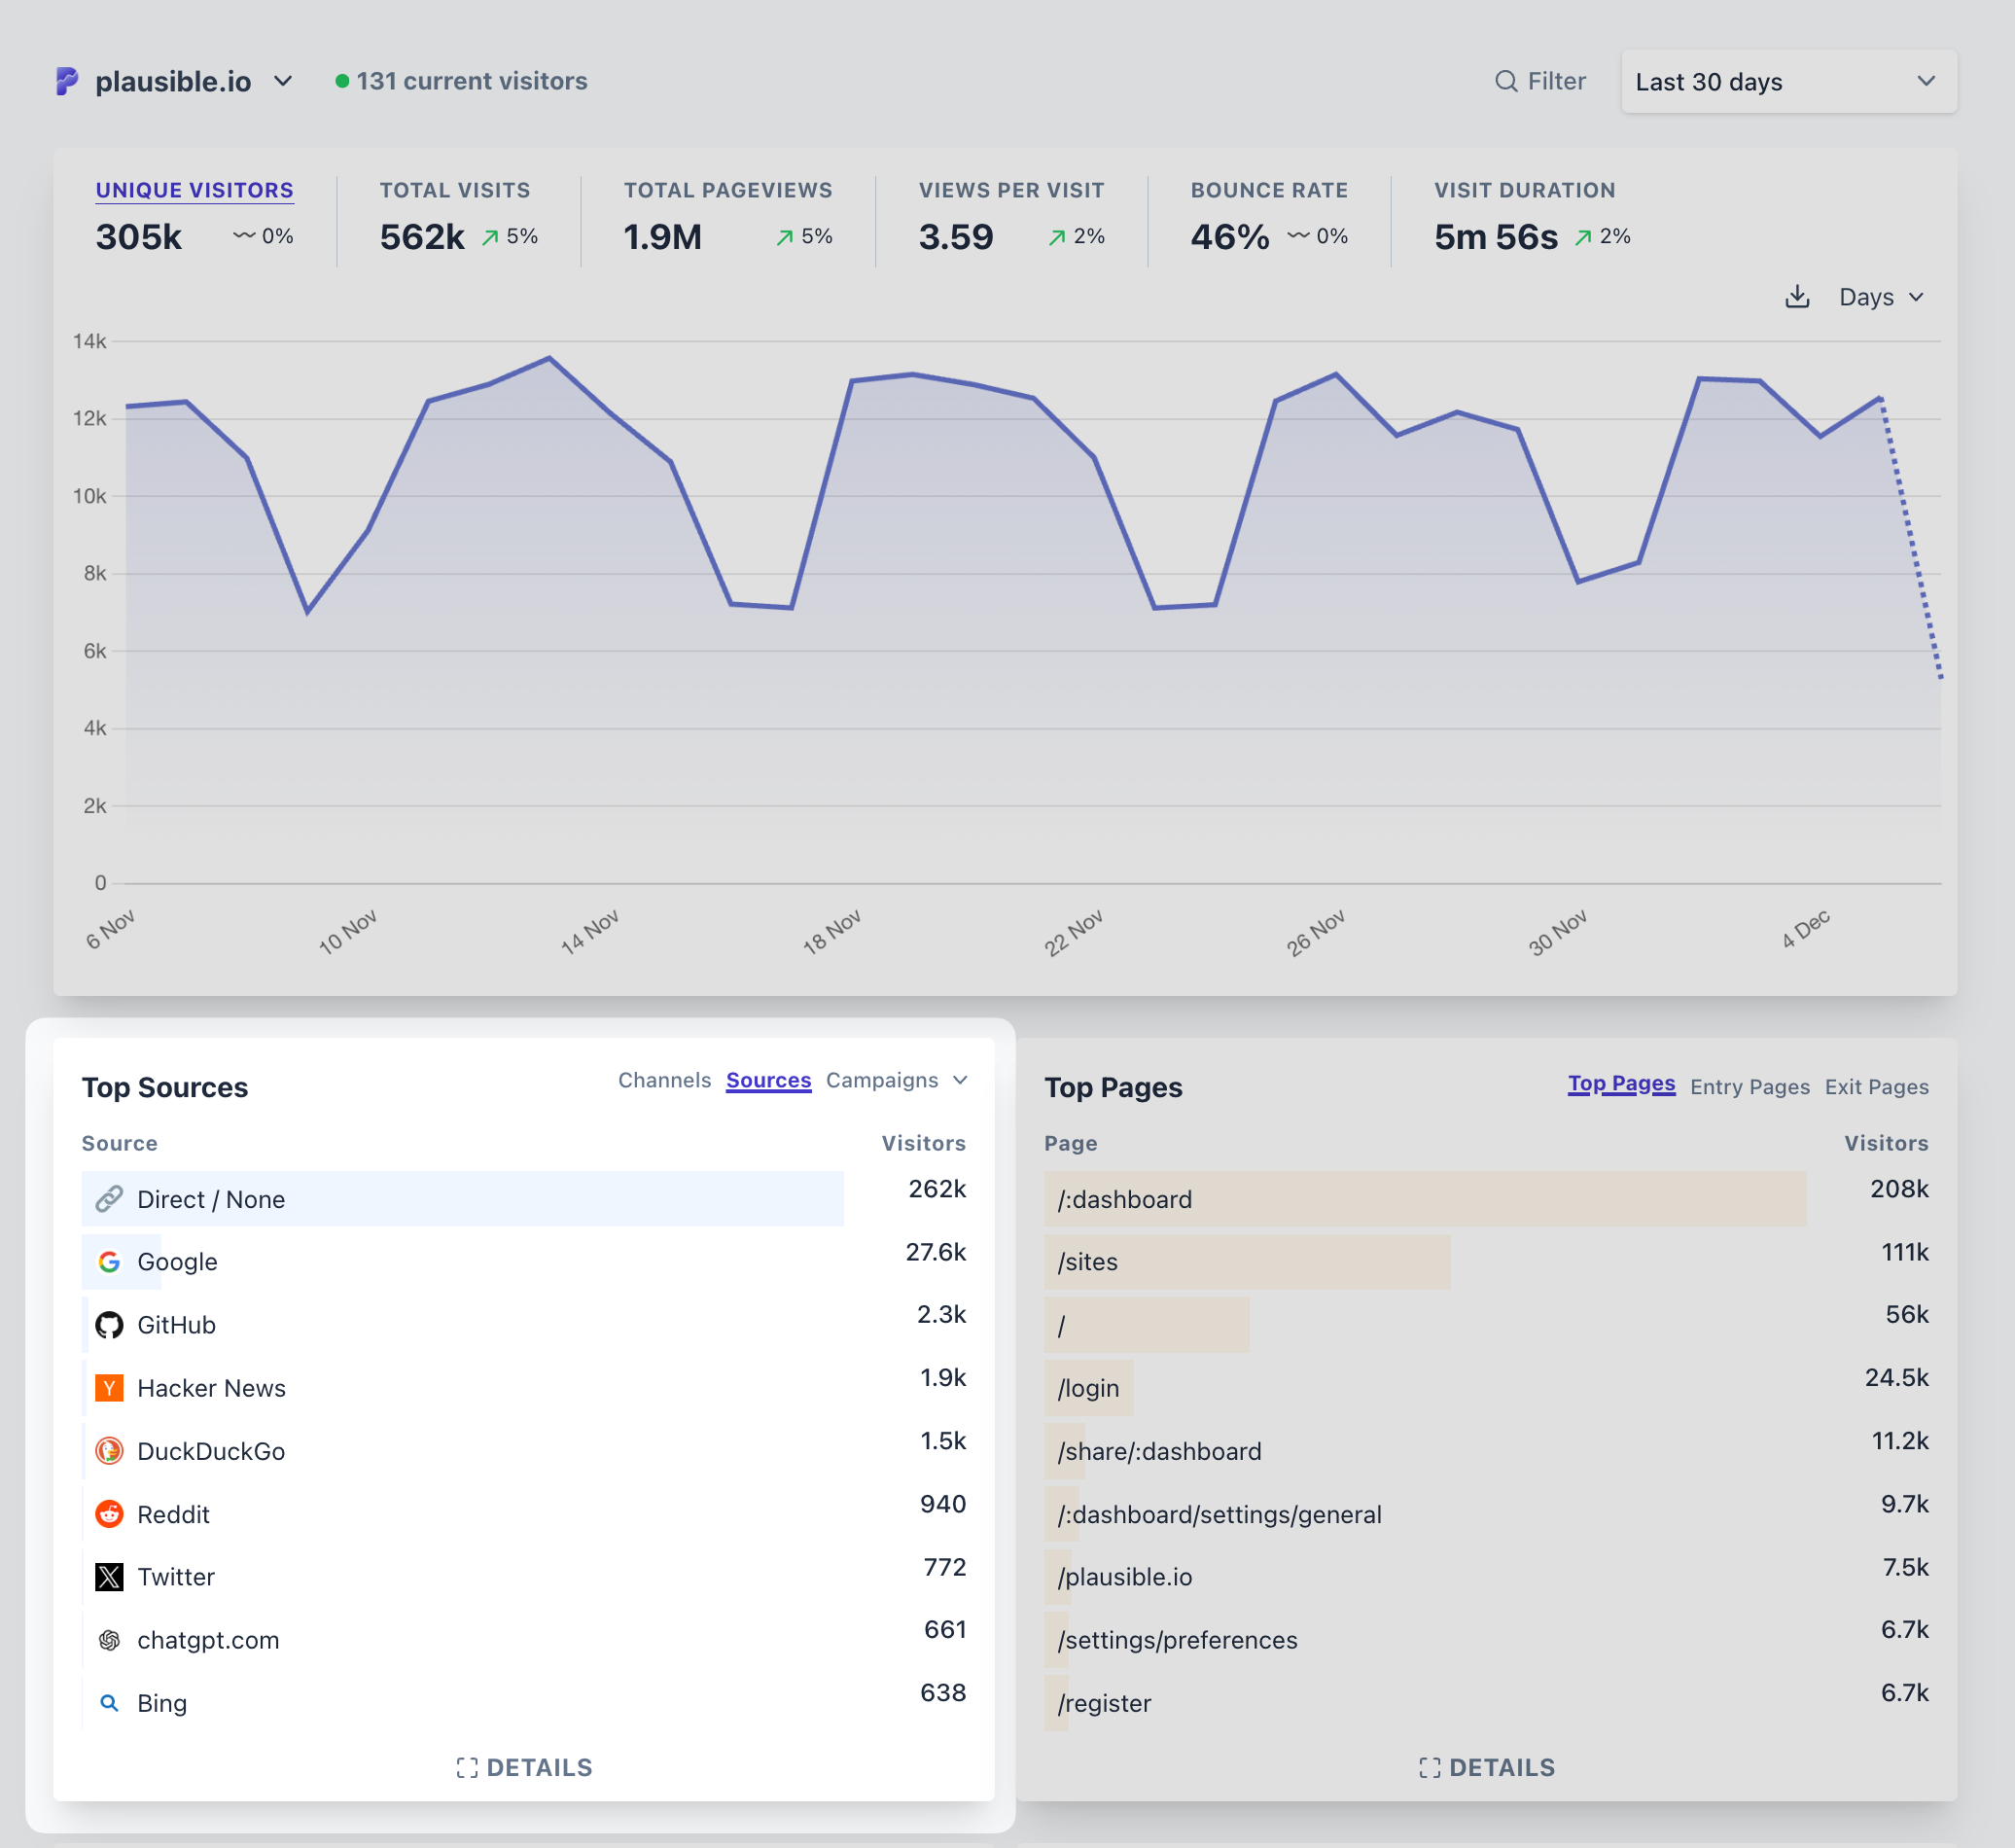 plausible.io
131 current visitors
Filter
Last 30 days
UNIQUE VISITORS
305k 0%
TOTAL VISITS
562k 5%
TOTAL PAGEVIEWS
1.9M 5%
VIEWS PER VISIT
3.59 2%
BOUNCE RATE
46% 0%
VISIT DURATION
5m 56s 2%
Days
14k
12k
10k
8k
6k
4k
2k
0
6 Nov 10 Nov 14 Nov 18 Nov 22 Nov 26 Nov 30 Nov 4 Dec
Top Sources
Channels Sources Campaigns
Source Visitors
Direct / None 262k
Google 27.6k
GitHub 2.3k
Hacker News 1.9k
DuckDuckGo 1.5k
Reddit 940
Twitter 772
chatgpt.com 661
Bing 638
DETAILS
Top Pages
Top Pages Entry Pages Exit Pages
Page Visitors
/:dashboard 208k
/sites 111k
/ 56k
/login 24.5k
/share/:dashboard 11.2k
/:dashboard/settings/general 9.7k
/plausible.io 7.5k
/settings/preferences 6.7k
/register 6.7k
DETAILS